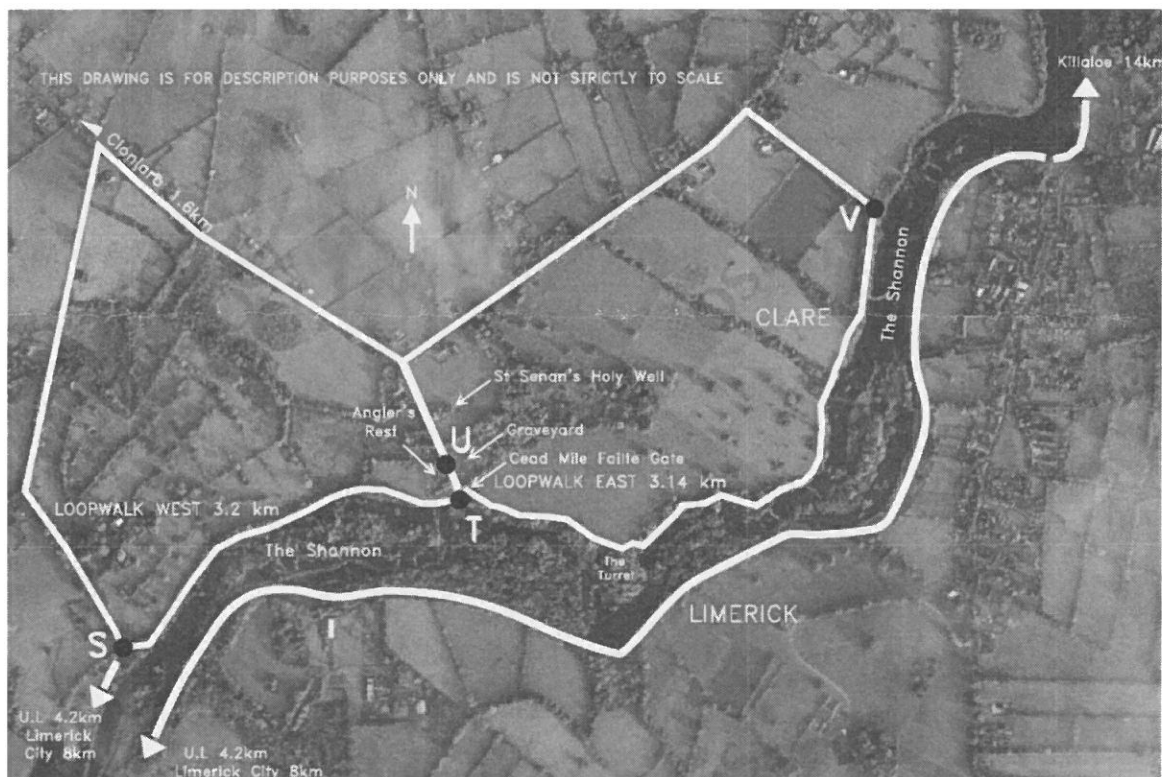 THIS DRAWING IS FOR DESCRIPTION PURPOSES ONLY AND IS NOT STRICTLY TO SCALE
Killaloe 14km
Clonlara 1.6km
N
V
The Shannon
CLARE
St Senan's Holy Well
Angler's
Rest
U
Graveyard
Cead Mile Failte Gate
LOOPWALK EAST 3.14 km
LOOPWALK WEST 3.2 km
T
The Shannon
The
Turret
LIMERICK
I
S
U.L 4.2km
Limerick
City 8km
U.L 4.2km
Limerick City 8km